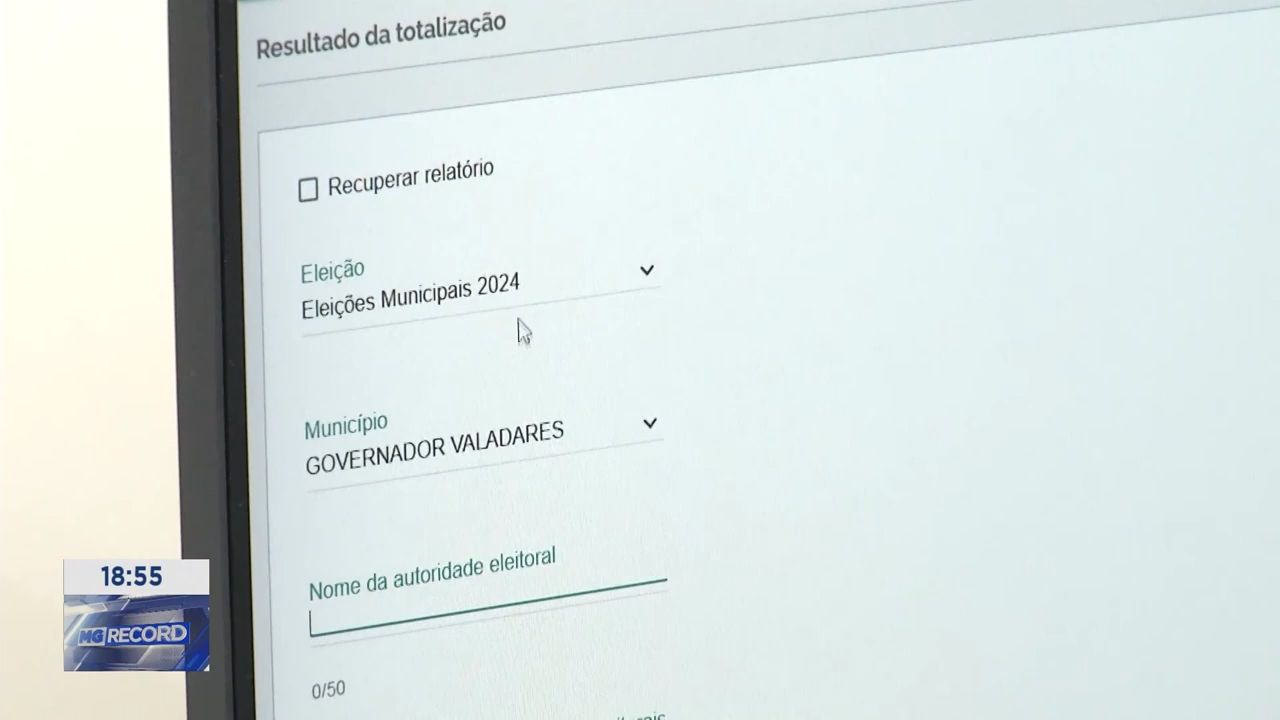 Resultado da totalização
Recuperar relatório
Eleição
Eleições Municipais 2024
Município
GOVERNADOR VALADARES
Nome da autoridade eleitoral
0/50
18:55
MG RECORD